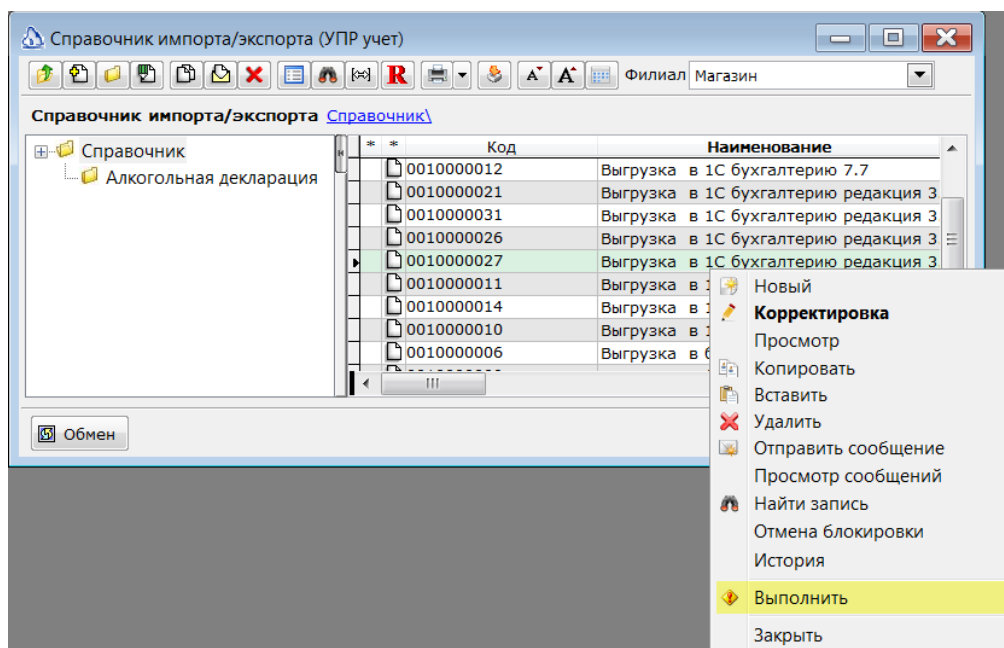 Справочник импорта/экспорта (УПР учет)
R A A Филиал Магазин
Справочник импорта/экспорта Справочник\
Справочник
Алкогольная декларация
* * Код Наименование
0010000012 Выгрузка в 1С бухгалтерию 7.7
0010000021 Выгрузка в 1С бухгалтерию редакция 3.
0010000031 Выгрузка в 1С бухгалтерию редакция 3.
0010000026 Выгрузка в 1С бухгалтерию редакция 3.
0010000027 Выгрузка в 1С бухгалтерию редакция 3
0010000011 Выгрузка в
0010000014 Выгрузка в
0010000010 Выгрузка в
0010000006 Выгрузка в
Новый
Корректировка
Просмотр
Копировать
Вставить
Удалить
Отправить сообщение
Просмотр сообщений
Найти запись
Отмена блокировки
История
Выполнить
Закрыть
Обмен